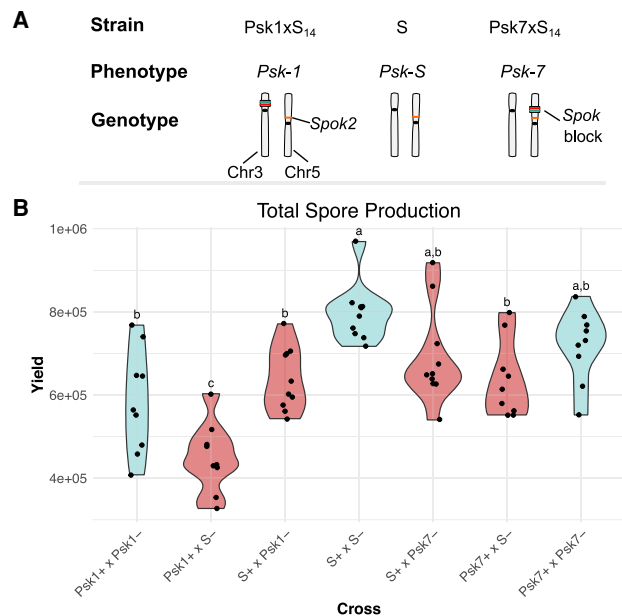 A
Strain Psk1xS14 S Psk7xS14
Phenotype Psk-1 Psk-S Psk-7
Genotype Spok2 Spok block
Chr3 Chr5
B
Total Spore Production
Yield
1e+06
8e+05
6e+05
4e+05
b c b a a,b b a,b
Psk1+ x Psk1− Psk1+ x S− S+ x Psk1− S+ x S− S+ x Psk7− Psk7+ x S− Psk7+ x Psk7−
Cross